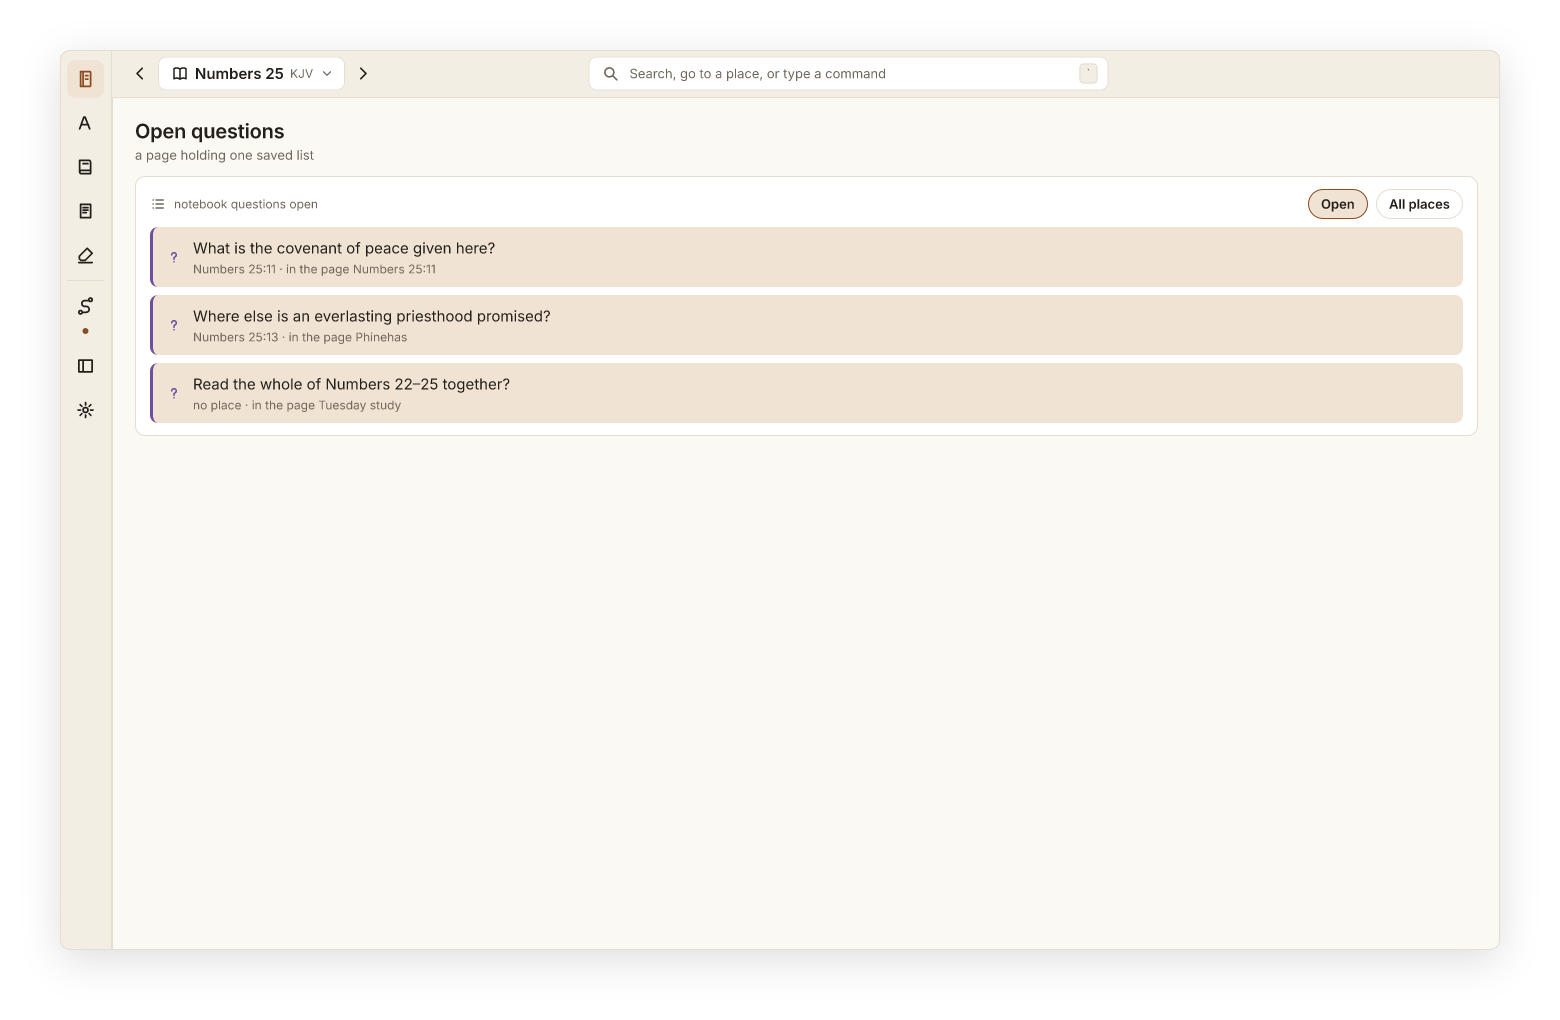 Numbers 25 KJV
Search, go to a place, or type a command
Open questions
a page holding one saved list
notebook questions open
Open
All places
? What is the covenant of peace given here?
Numbers 25:11 · in the page Numbers 25:11
? Where else is an everlasting priesthood promised?
Numbers 25:13 · in the page Phinehas
? Read the whole of Numbers 22–25 together?
no place · in the page Tuesday study